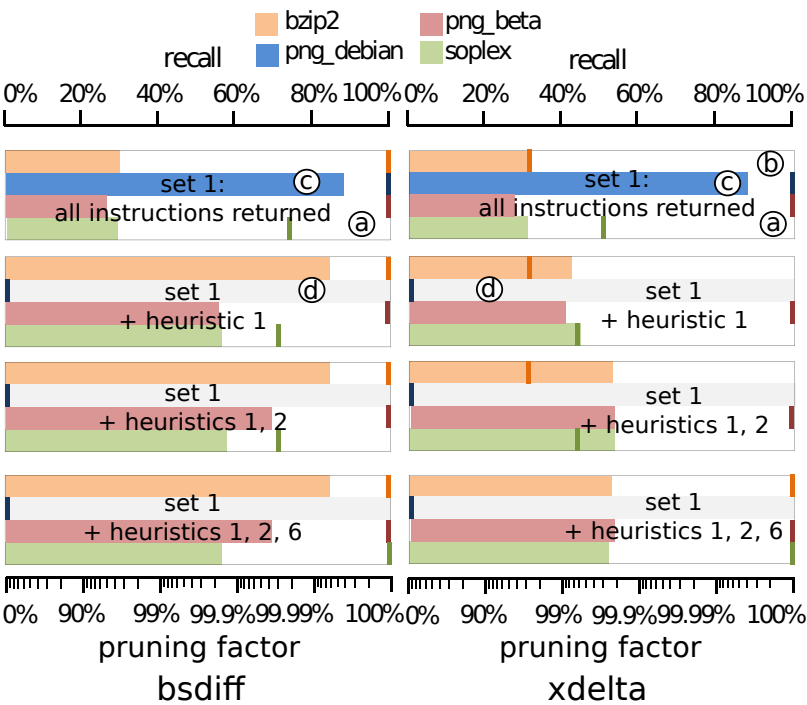 bzip2 png_beta
png_debian soplex
recall recall
0% 20% 40% 60% 80% 100% 0% 20% 40% 60% 80% 100%
b
set 1: c set 1: c
all instructions returned a all instructions returned a
set 1 d d set 1
+ heuristic 1 + heuristic 1
set 1 set 1
+ heuristics 1, 2 + heuristics 1, 2
set 1 set 1
+ heuristics 1, 2, 6 + heuristics 1, 2, 6
0% 90% 99% 99.9% 99.99% 100% 0% 90% 99% 99.9% 99.99% 100%
pruning factor pruning factor
bsdiff xdelta